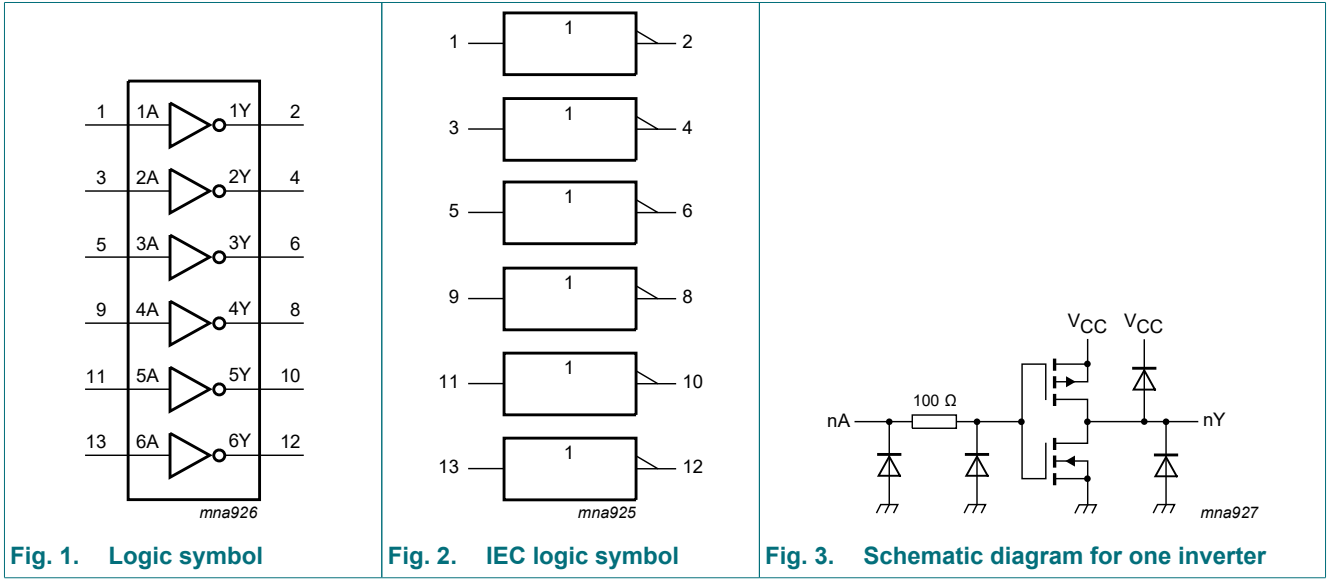 1 1A 1Y 2
3 2A 2Y 4
5 3A 3Y 6
9 4A 4Y 8
11 5A 5Y 10
13 6A 6Y 12
mna926
Fig. 1. Logic symbol
1 1 2
3 1 4
5 1 6
9 1 8
11 1 10
13 1 12
mna925
Fig. 2. IEC logic symbol
VCC VCC
100 Ω
nA nY
mna927
Fig. 3. Schematic diagram for one inverter